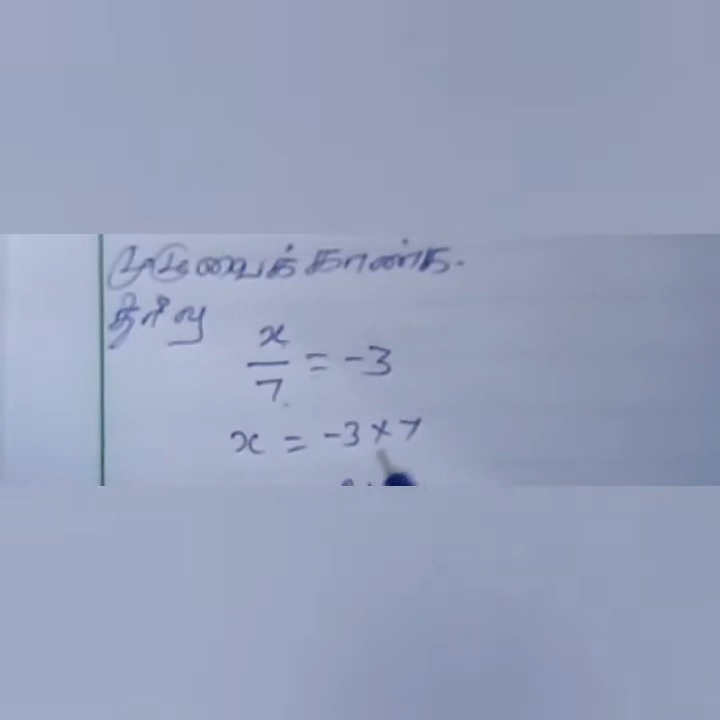 முடிவைக் காண்க.
தீர்வு
x/7 = -3
x = -3 × 7